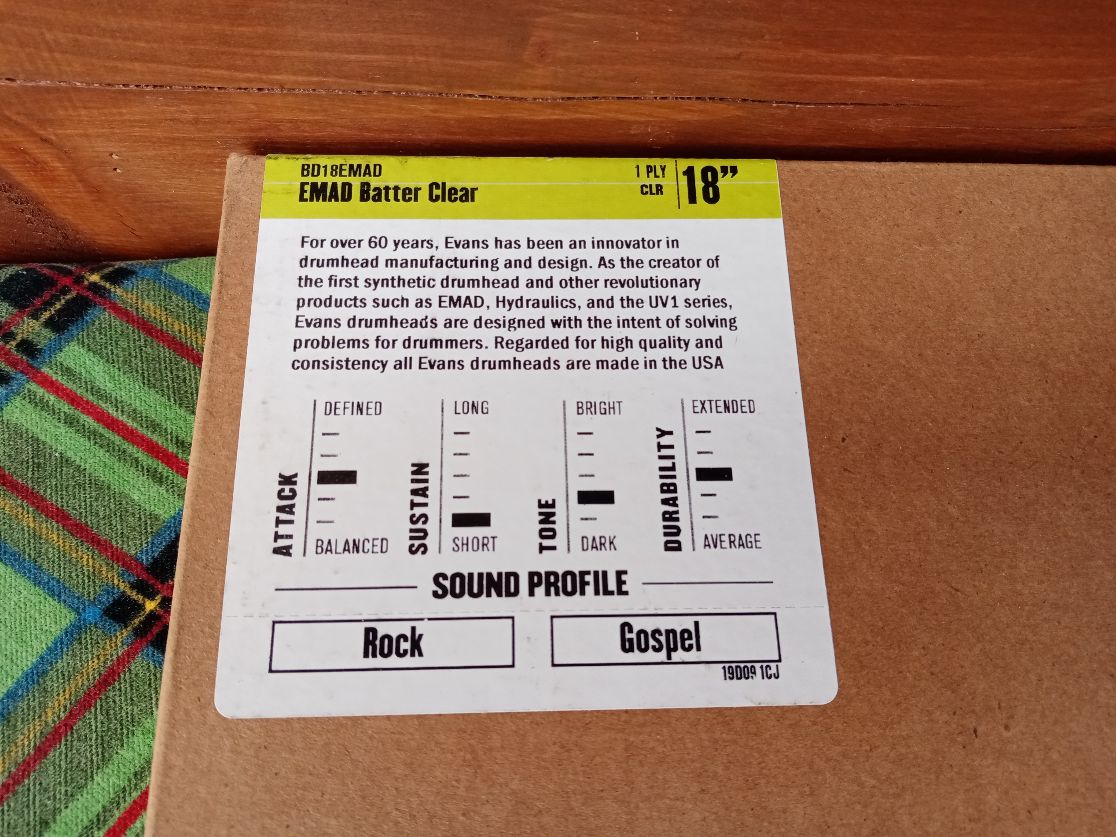 BD18EMAD
EMAD Batter Clear
1 PLY
CLR
18”
For over 60 years, Evans has been an innovator in
drumhead manufacturing and design. As the creator of
the first synthetic drumhead and other revolutionary
products such as EMAD, Hydraulics, and the UV1 series,
Evans drumheads are designed with the intent of solving
problems for drummers. Regarded for high quality and
consistency all Evans drumheads are made in the USA
ATTACK
DEFINED
BALANCED
SUSTAIN
LONG
SHORT
TONE
BRIGHT
DARK
DURABILITY
EXTENDED
AVERAGE
SOUND PROFILE
Rock
Gospel
19D09 1CJ